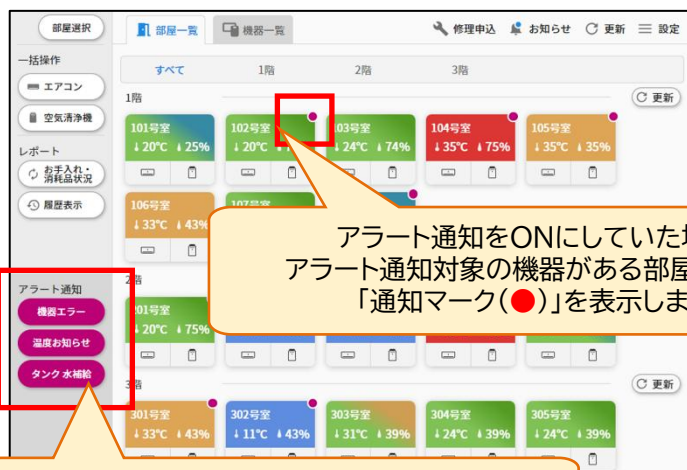 部屋選択
部屋一覧
機器一覧
修理申込
お知らせ
更新
設定
一括操作
エアコン
空気清浄機
レポート
お手入れ・
消耗品状況
履歴表示
アラート通知
機器エラー
温度お知らせ
タンク 水補給
すべて
1階
2階
3階
1階
更新
101号室
20℃ 25%
102号室
20℃
103号室
24℃ 74%
104号室
35℃ 75%
105号室
35℃ 35%
106号室
33℃ 43%
107号室
アラート通知をONにしていた
アラート通知対象の機器がある部屋
「通知マーク(●)」を表示しま
201号室
20℃ 75%
3階
更新
301号室
33℃ 43%
302号室
11℃ 43%
303号室
31℃ 39%
304号室
24℃ 39%
305号室
24℃ 39%